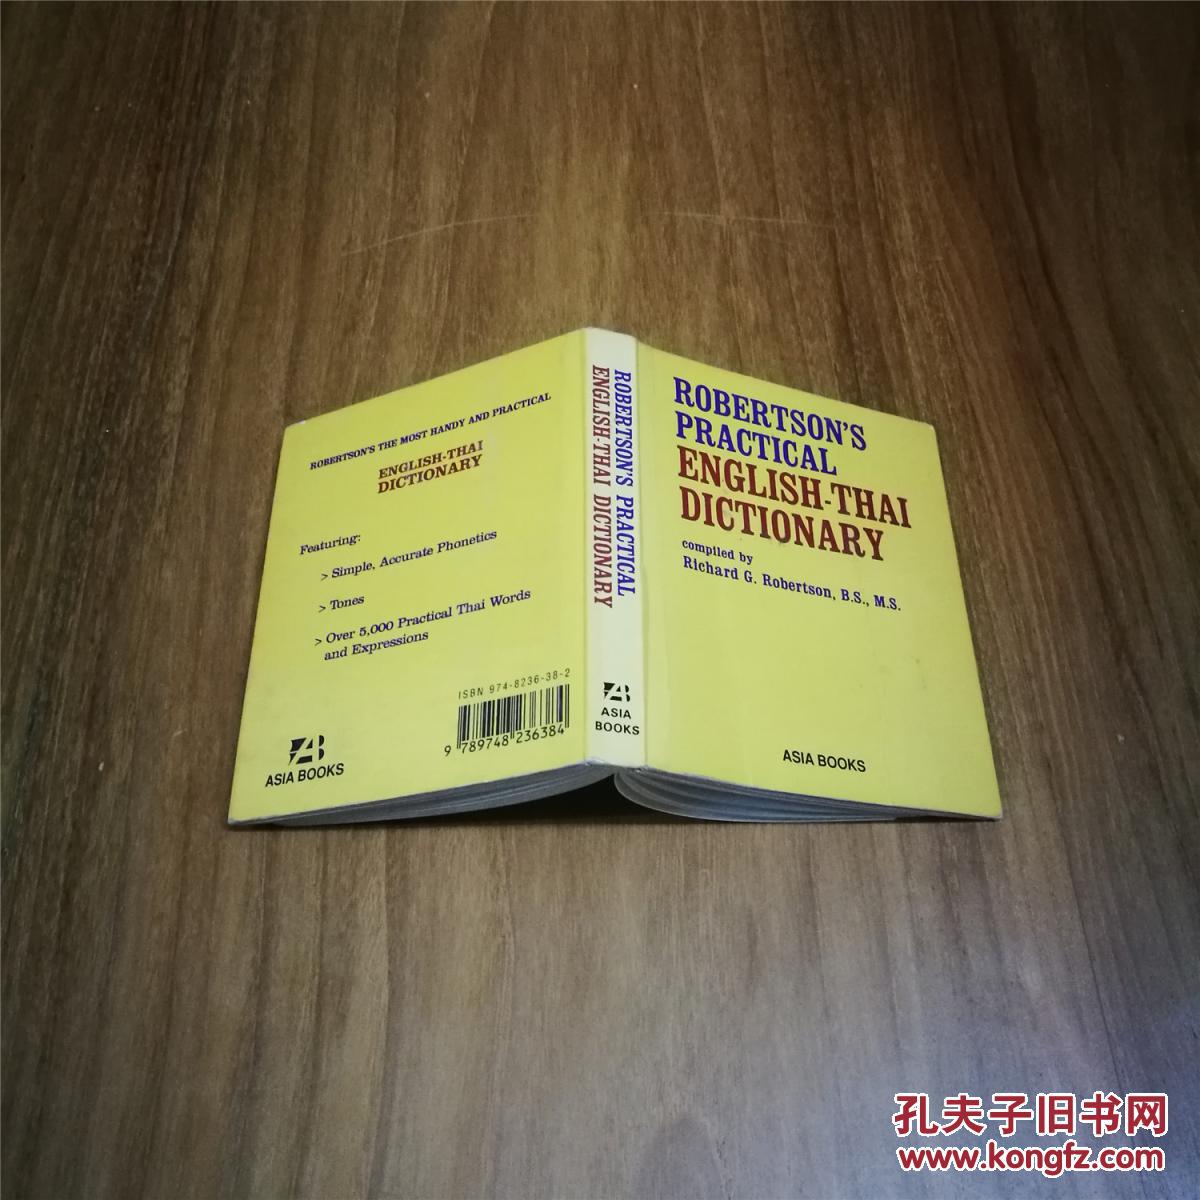 ROBERTSON'S THE MOST HANDY AND PRACTICAL
ENGLISH-THAI
DICTIONARY
Featuring:
> Simple, Accurate Phonetics
> Tones
> Over 5,000 Practical Thai Words
and Expressions
ISBN 974-8236-38-2
9 789748 236384
AB
ASIA BOOKS
ROBERTSON'S PRACTICAL
ENGLISH-THAI DICTIONARY
AB
ASIA
BOOKS
ROBERTSON'S
PRACTICAL
ENGLISH-THAI
DICTIONARY
compiled by
Richard G. Robertson, B.S., M.S.
ASIA BOOKS
孔夫子旧书网
www.kongfz.com